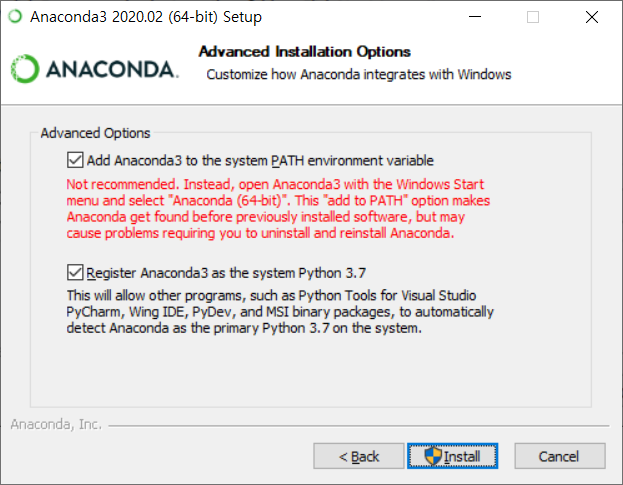 Anaconda3 2020.02 (64-bit) Setup
ANACONDA.
Advanced Installation Options
Customize how Anaconda integrates with Windows
Advanced Options
Add Anaconda3 to the system PATH environment variable
Not recommended. Instead, open Anaconda3 with the Windows Start
menu and select "Anaconda (64-bit)". This "add to PATH" option makes
Anaconda get found before previously installed software, but may
cause problems requiring you to uninstall and reinstall Anaconda.
Register Anaconda3 as the system Python 3.7
This will allow other programs, such as Python Tools for Visual Studio
PyCharm, Wing IDE, PyDev, and MSI binary packages, to automatically
detect Anaconda as the primary Python 3.7 on the system.
Anaconda, Inc.
< Back
Install
Cancel